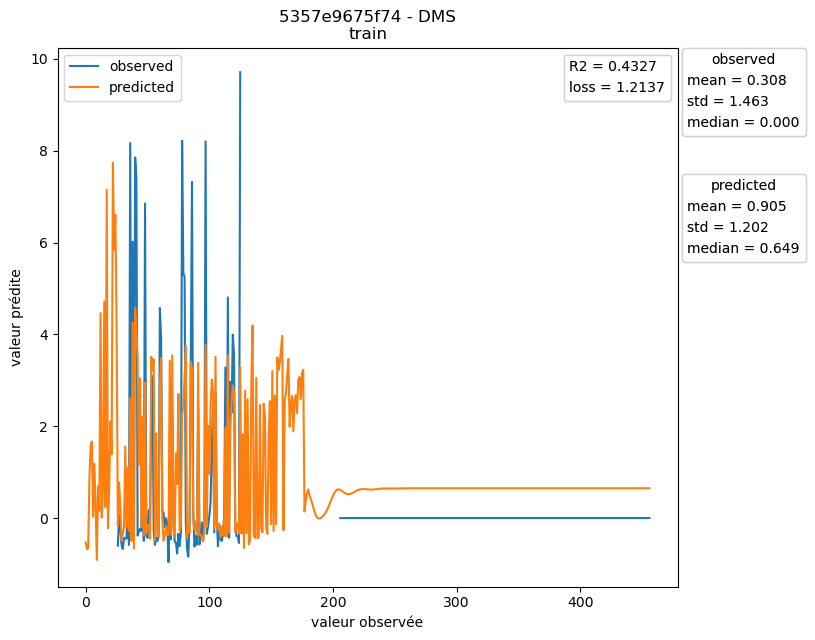 5357e9675f74 - DMS
train
observed
predicted
R2 = 0.4327
loss = 1.2137
observed
mean = 0.308
std = 1.463
median = 0.000
predicted
mean = 0.905
std = 1.202
median = 0.649
valeur prédite
10
8
6
4
2
0
0
100
200
300
400
valeur observée